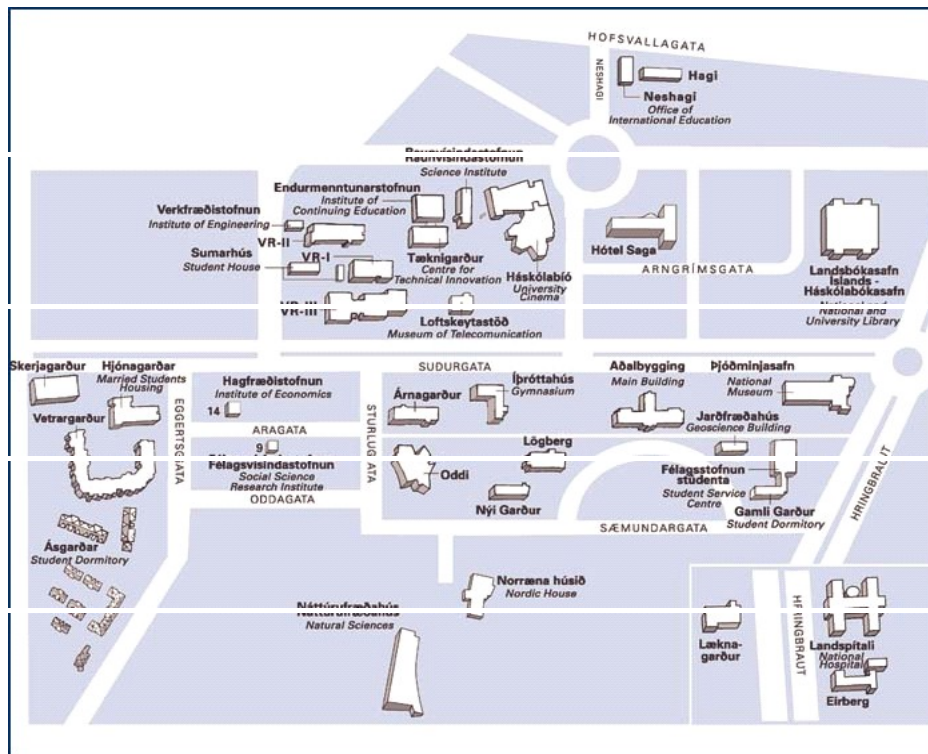 HOFSVALLAGATA
NESHAGI
Hagi
Neshagi
Office of
International Education
Raunvísindastofnun
Science Institute
Endurmenntunarstofnun
Institute of
Continuing Education
Verkfræðistofnun
Institute of Engineering
VR-II
Sumarhús
Student House
VR-I
Tæknigarður
Centre for
Technical Innovation
Háskólabíó
University
Cinema
Hótel Saga
ARNGRÍMSGATA
Landsbókasafn
Íslands -
Háskólabókasafn
National and
University Library
VR-III
Loftskeytastöð
Museum of Telecomunication
Skerjagarður
Hjónagarðar
Married Students
Housing
Vetrargarður
EGGERTSGATA
Hagfræðistofnun
Institute of Economics
14
ARAGATA
9
Félagsvisindastofnun
Social Science
Research Institute
ODDAGATA
STURLUGATA
SUDURGATA
Árnagarður
Íþróttahús
Gymnasium
Aðalbygging
Main Building
Þjóðminjasafn
National
Museum
Jarðfræðahús
Geoscience Building
Lögberg
Oddi
Nýi Garður
Félagsstofnun
studenta
Student Service
Centre
Gamli Garður
Student Dormitory
SÆMUNDARGATA
HRINGBRAUT
Ásgarðar
Student Dormitory
Norræna húsið
Nordic House
Náttúrufræðahús
Natural Sciences
Lækna-
garður
HRINGBRAUT
Landspítali
National
Hospital
Eirberg